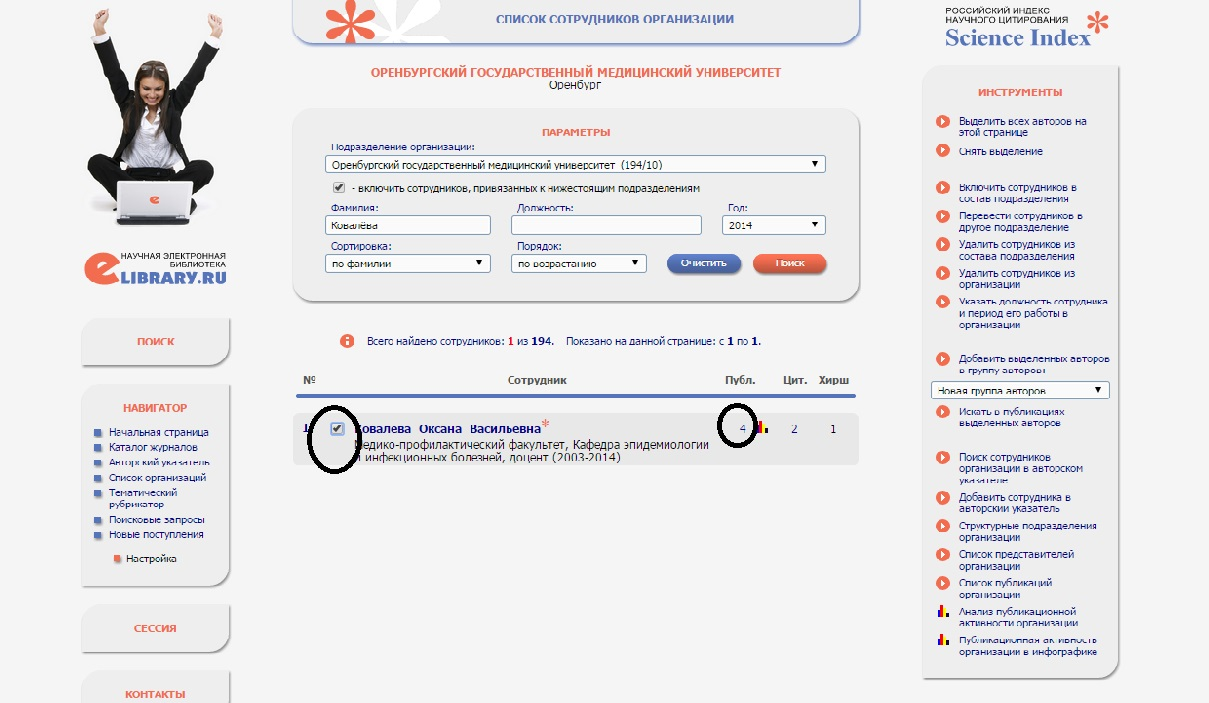 СПИСОК СОТРУДНИКОВ ОРГАНИЗАЦИИ
РОССИЙСКИЙ ИНДЕКС
НАУЧНОГО ЦИТИРОВАНИЯ
Science Index
ОРЕНБУРГСКИЙ ГОСУДАРСТВЕННЫЙ МЕДИЦИНСКИЙ УНИВЕРСИТЕТ
Оренбург
e
НАУЧНАЯ ЭЛЕКТРОННАЯ
БИБЛИОТЕКА
eLIBRARY.RU
ПОИСК
НАВИГАТОР
Начальная страница
Каталог журналов
Авторский указатель
Список организаций
Тематический
рубрикатор
Поисковые запросы
Новые поступления
Настройка
СЕССИЯ
КОНТАКТЫ
ПАРАМЕТРЫ
Подразделение организации:
Оренбургский государственный медицинский университет (194/10)
- включить сотрудников, привязанных к нижестоящим подразделениям
Фамилия: Должность: Год:
Ковалёва 2014
Сортировка: Порядок:
по фамилии по возрастанию Очистить Поиск
Всего найдено сотрудников: 1 из 194. Показано на данной странице: с 1 по 1.
№ Сотрудник Публ. Цит. Хирш
1 Ковалева Оксана Васильевна* 4 2 1
Медико-профилактический факультет, Кафедра эпидемиологии
и инфекционных болезней, доцент (2003-2014)
ИНСТРУМЕНТЫ
Выделить всех авторов на
этой странице
Снять выделение
Включить сотрудников в
состав подразделения
Перевести сотрудников в
другое подразделение
Удалить сотрудников из
состава подразделения
Удалить сотрудников из
организации
Указать должность сотрудника
и период его работы в
организации
Добавить выделенных авторов
в группу авторов:
Новая группа авторов
Искать в публикациях
выделенных авторов
Поиск сотрудников
организации в авторском
указателе
Добавить сотрудника в
авторский указатель
Структурные подразделения
организации
Список представителей
организации
Список публикаций
организации
Анализ публикационной
активности организации
Публикационная активность
организации в инфографике